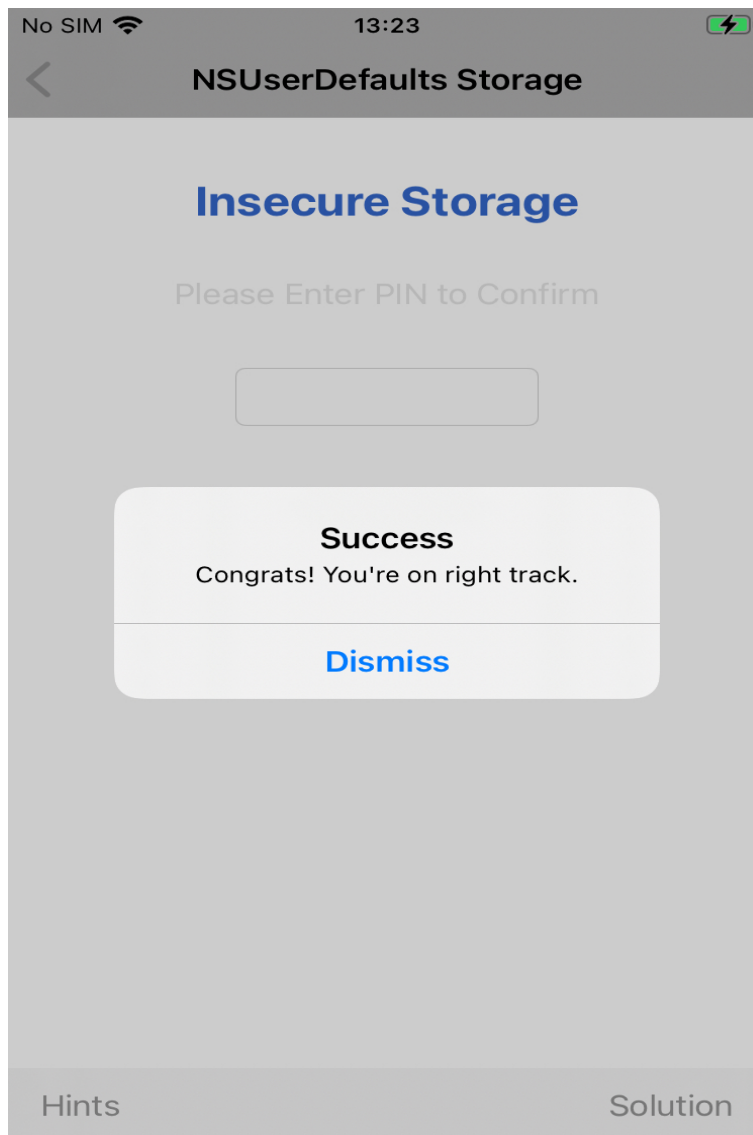 No SIM 13:23
NSUserDefaults Storage
Insecure Storage
Please Enter PIN to Confirm
Success
Congrats! You're on right track.
Dismiss
Hints Solution